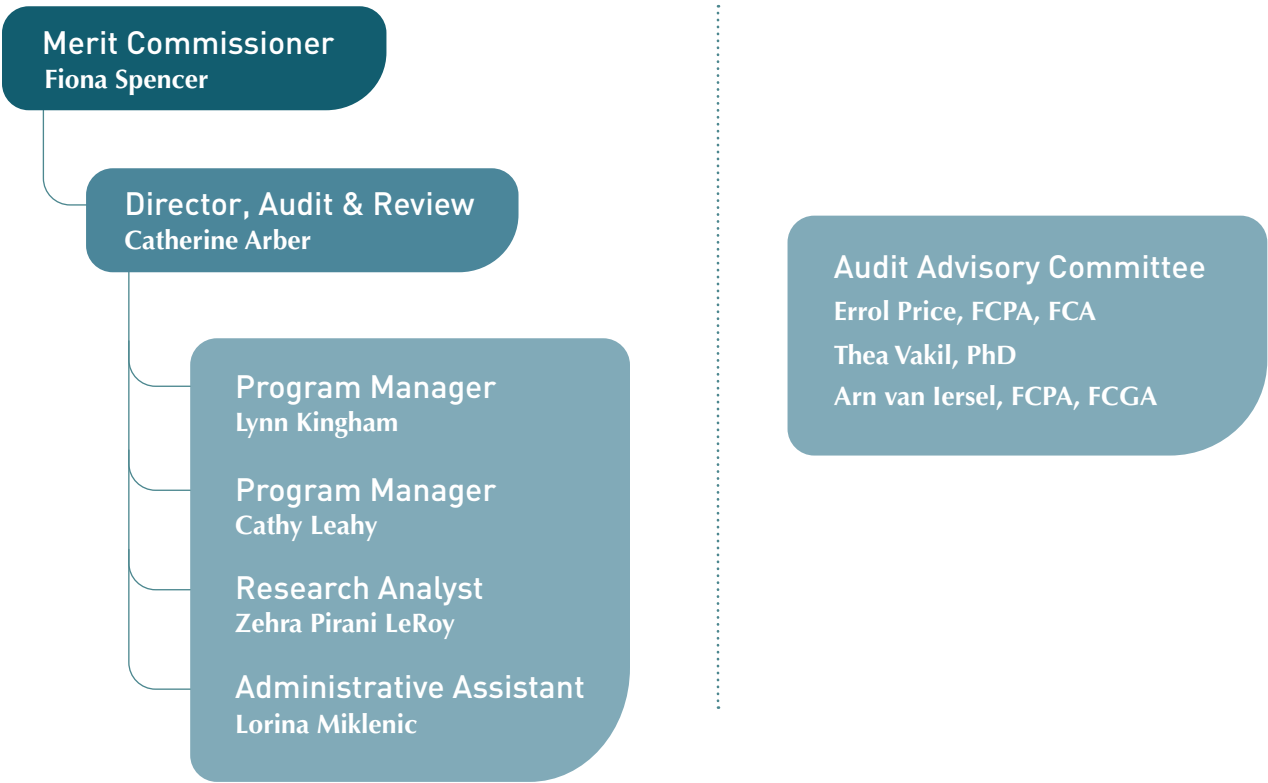 Merit Commissioner
Fiona Spencer
Director, Audit & Review
Catherine Arber
Program Manager
Lynn Kingham
Program Manager
Cathy Leahy
Research Analyst
Zehra Pirani LeRoy
Administrative Assistant
Lorina Miklenic
Audit Advisory Committee
Errol Price, FCPA, FCA
Thea Vakil, PhD
Arn van Iersel, FCPA, FCGA